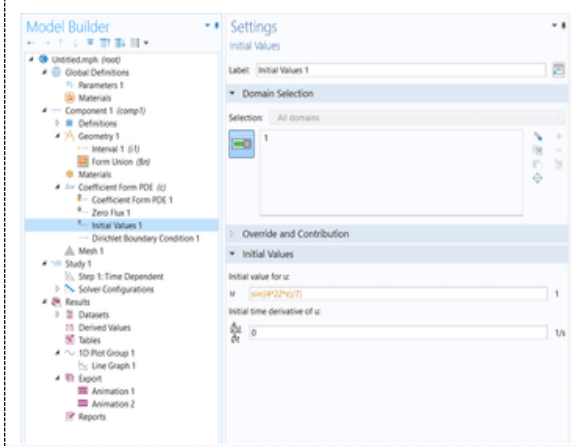 Model Builder
Untitled.mph (root)
Global Definitions
Parameters 1
Materials
Component 1 (comp1)
Definitions
Geometry 1
Interval 1 (i1)
Form Union (fin)
Materials
Coefficient Form PDE (c)
Coefficient Form PDE 1
Zero Flux 1
Initial Values 1
Dirichlet Boundary Condition 1
Mesh 1
Study 1
Step 1: Time Dependent
Solver Configurations
Results
Datasets
Derived Values
Tables
1D Plot Group 1
Line Graph 1
Export
Animation 1
Animation 2
Reports
Settings
Initial Values
Label: Initial Values 1
Domain Selection
Selection: All domains
1
Override and Contribution
Initial Values
Initial value for u:
u sin((4*22*x)/7) 1
Initial time derivative of u:
∂u/∂t 0 1/s